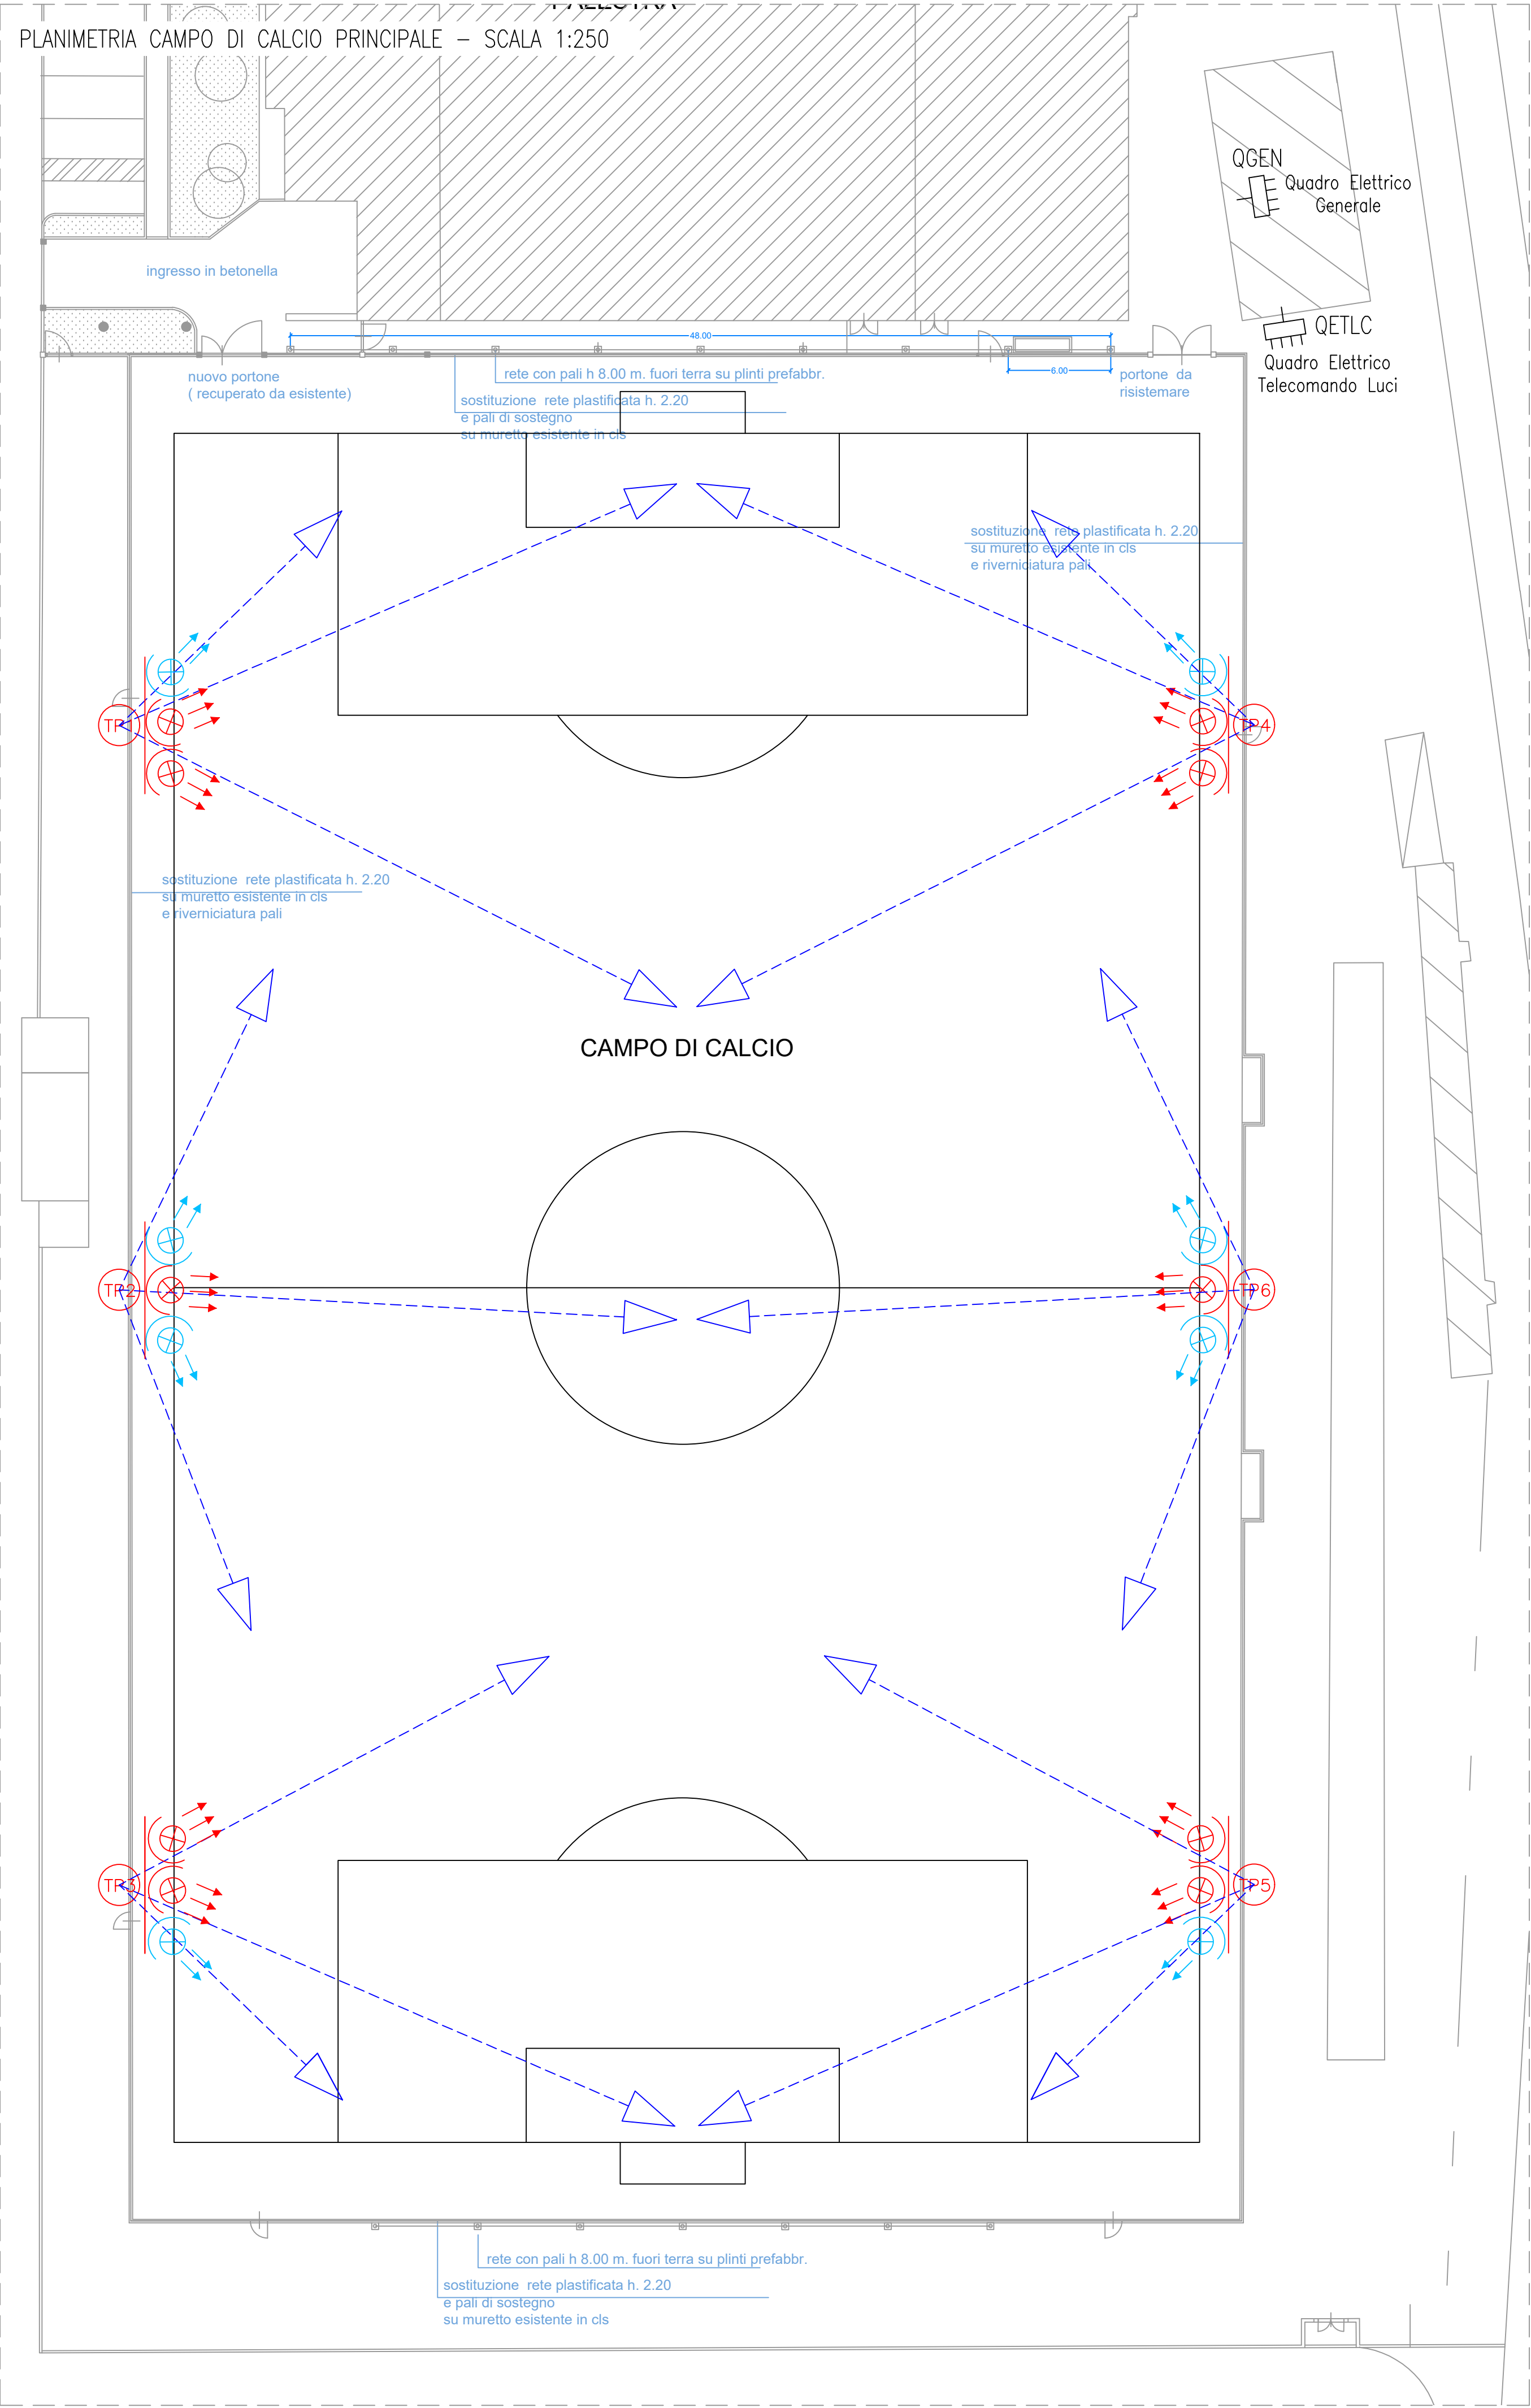 PALESTRA
PLANIMETRIA CAMPO DI CALCIO PRINCIPALE – SCALA 1:250
QGEN
Quadro Elettrico
Generale
ingresso in betonella
QETLC
Quadro Elettrico
Telecomando Luci
48.00
6.00
nuovo portone
( recuperato da esistente)
rete con pali h 8.00 m. fuori terra su plinti prefabbr.
sostituzione rete plastificata h. 2.20
e pali di sostegno
su muretto esistente in cls
portone da
risistemare
sostituzione rete plastificata h. 2.20
su muretto esistente in cls
e riverniciatura pali
TP1
TP4
sostituzione rete plastificata h. 2.20
su muretto esistente in cls
e riverniciatura pali
CAMPO DI CALCIO
TP2
TP6
TP3
TP5
rete con pali h 8.00 m. fuori terra su plinti prefabbr.
sostituzione rete plastificata h. 2.20
e pali di sostegno
su muretto esistente in cls